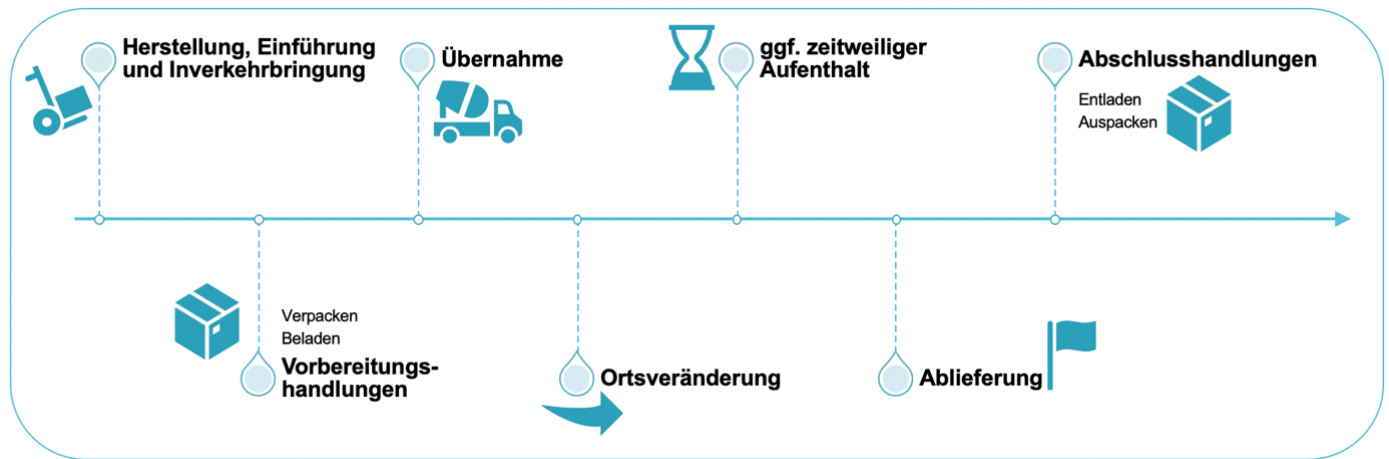 Herstellung, Einführung
und Inverkehrbringung
Übernahme
ggf. zeitweiliger
Aufenthalt
Abschlusshandlungen
Entladen
Auspacken
Verpacken
Beladen
Vorbereitungs-
handlungen
Ortsveränderung
Ablieferung